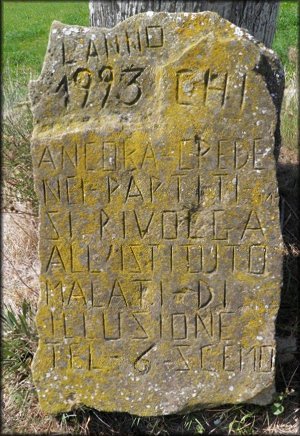 L'ANNO
1993 CHI
ANCORA-CREDE
NEI-PARTITI-
SI RIVOLGA
ALL'ISTITUTO
MALATI-DI
ILLUSIONE
TEL-6-SCEMO